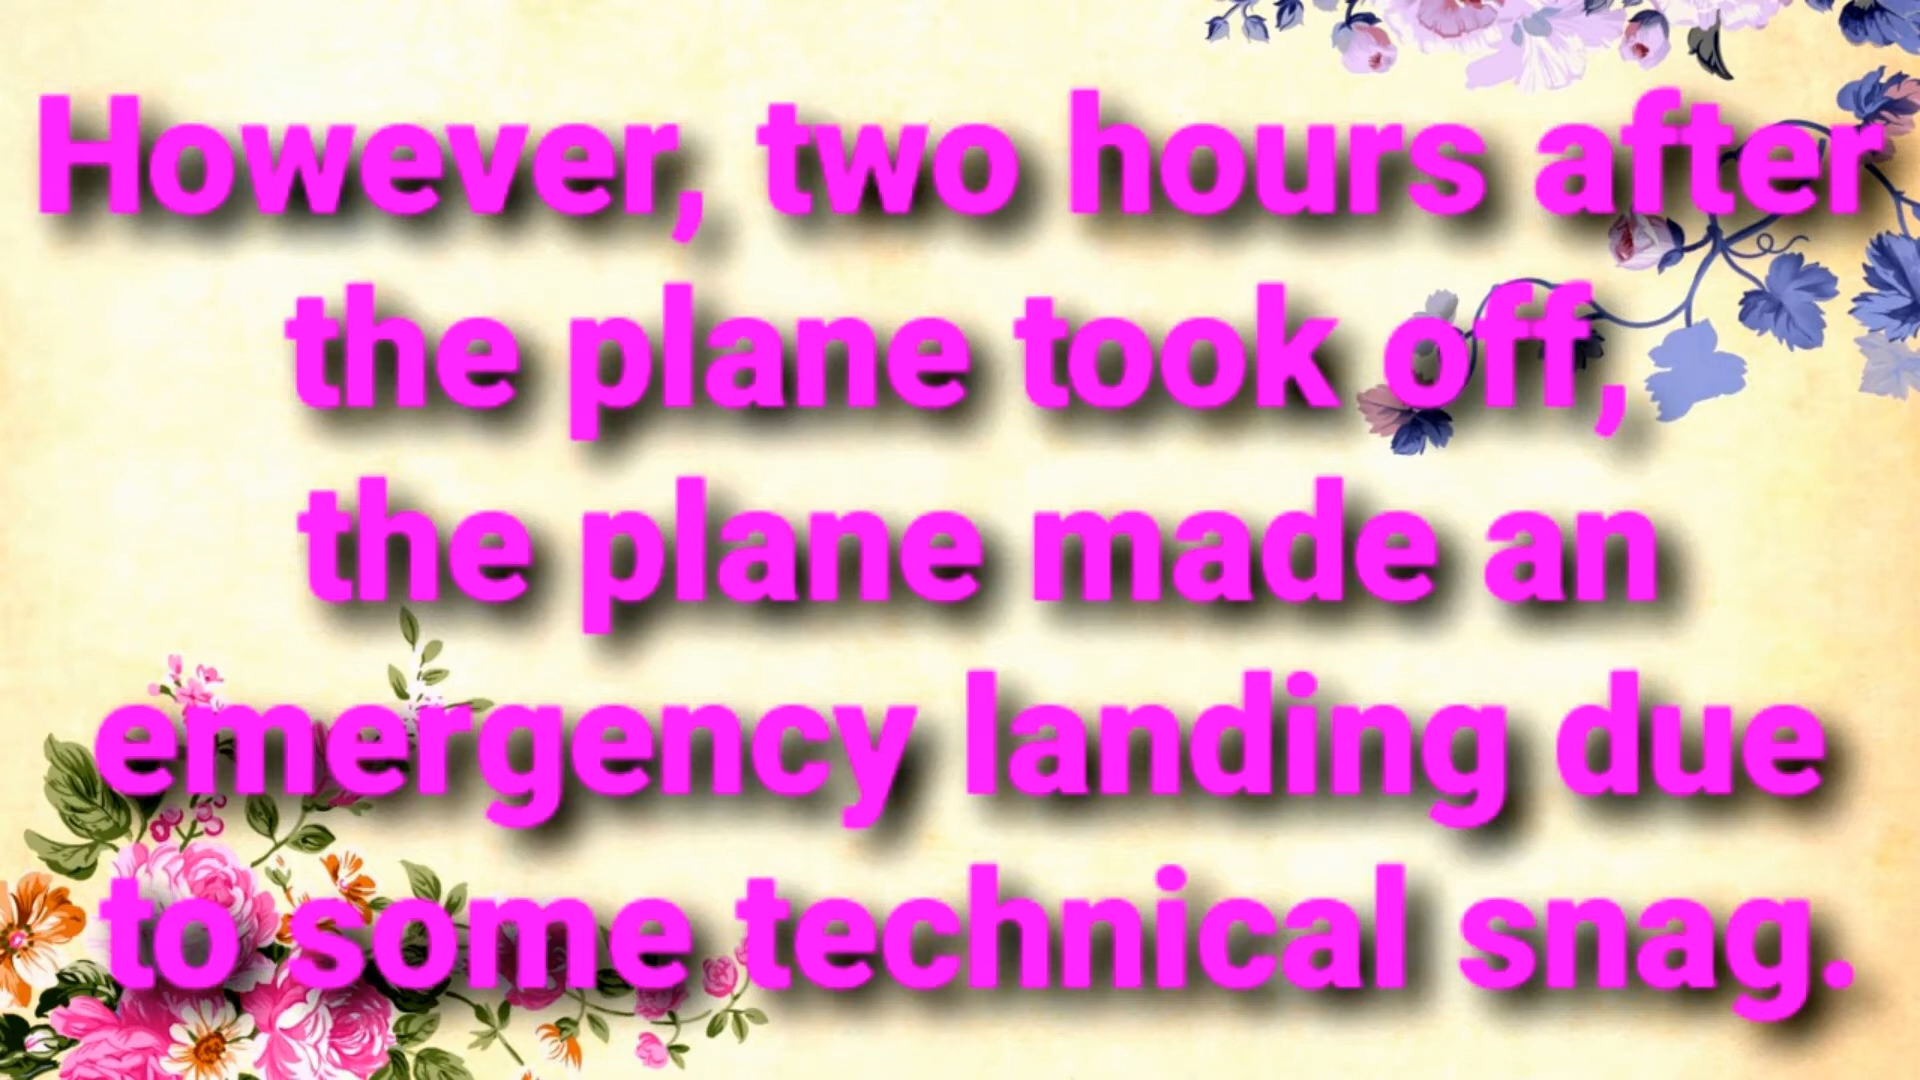 However, two hours after
the plane took off,
the plane made an
emergency landing due
to some technical snag.